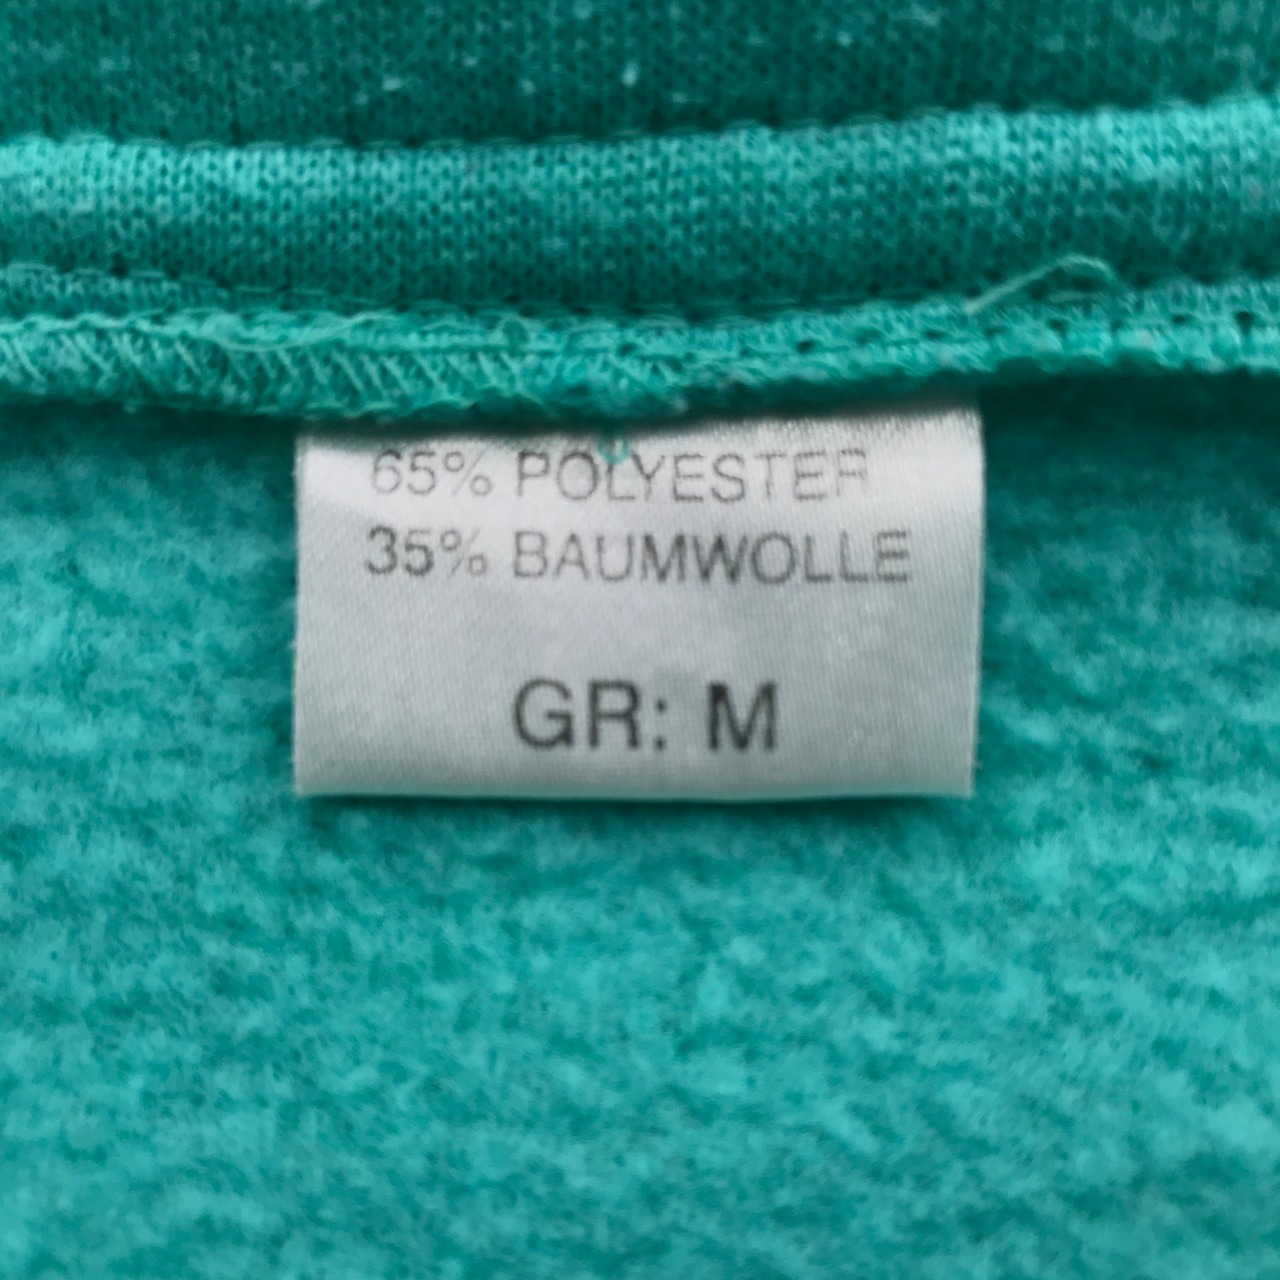 65% POLYESTER
35% BAUMWOLLE
GR: M